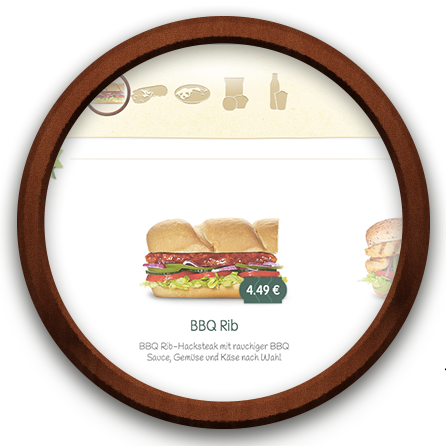 4.49 €
BBQ Rib
BBQ Rib-Hacksteak mit rauchiger BBQ
Sauce, Gemüse und Käse nach Wahl